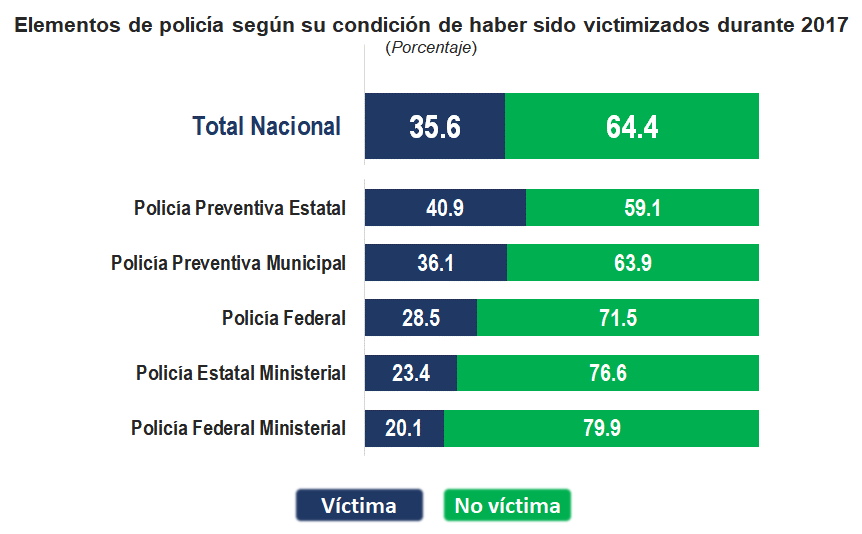 Elementos de policía según su condición de haber sido victimizados durante 2017
(Porcentaje)
Total Nacional 35.6 64.4
Policía Preventiva Estatal 40.9 59.1
Policía Preventiva Municipal 36.1 63.9
Policía Federal 28.5 71.5
Policía Estatal Ministerial 23.4 76.6
Policía Federal Ministerial 20.1 79.9
Víctima No víctima